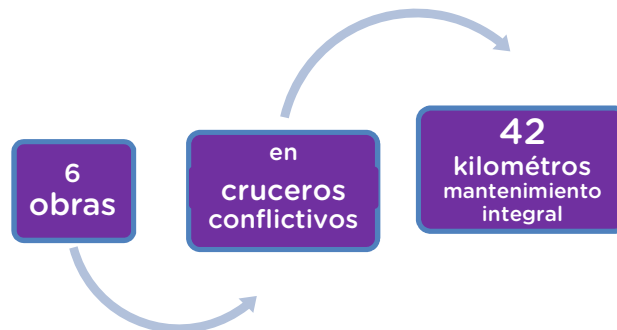 6
obras
en
cruceros
conflictivos
42
kilométros
mantenimiento
integral